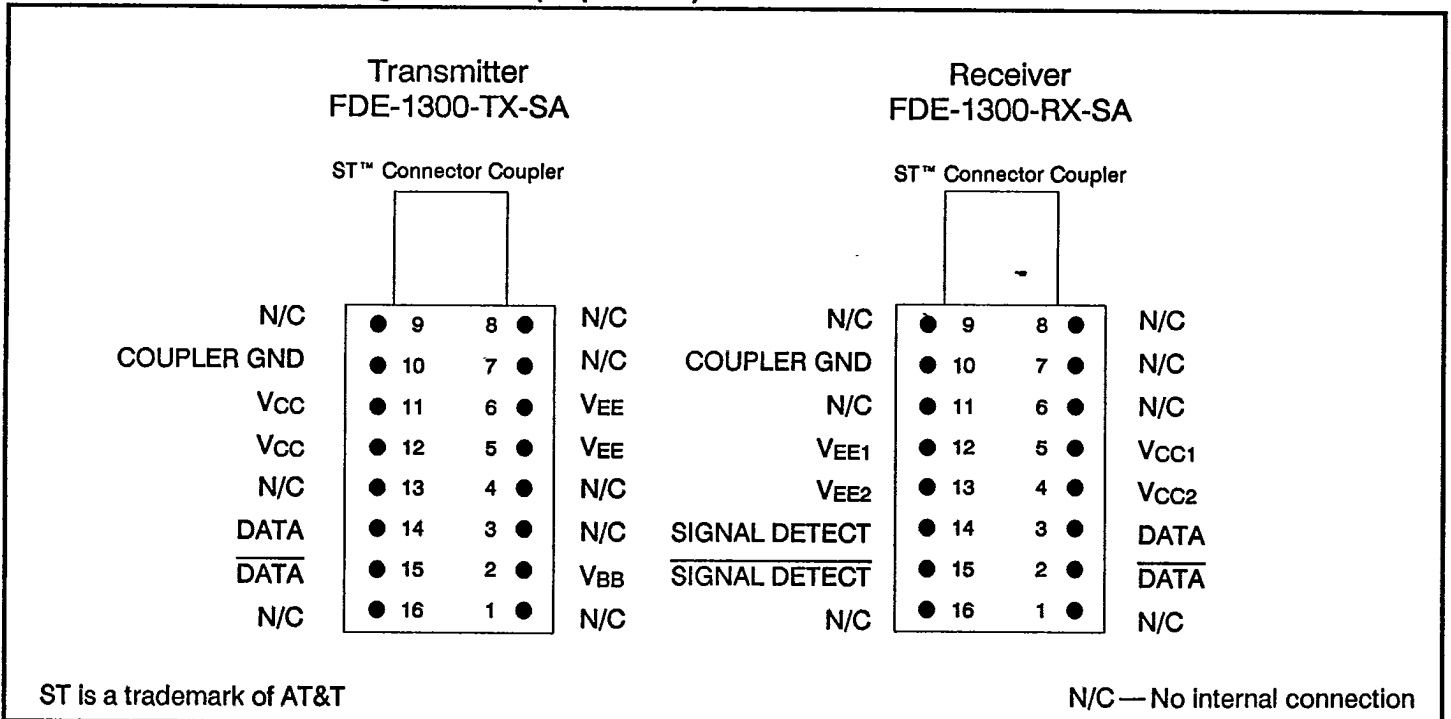 Transmitter
FDE-1300-TX-SA
ST™ Connector Coupler
N/C 9 8 N/C
COUPLER GND 10 7 N/C
VCC 11 6 VEE
VCC 12 5 VEE
N/C 13 4 N/C
DATA 14 3 N/C
DATA 15 2 VBB
N/C 16 1 N/C
Receiver
FDE-1300-RX-SA
ST™ Connector Coupler
N/C 9 8 N/C
COUPLER GND 10 7 N/C
N/C 11 6 N/C
VEE1 12 5 VCC1
VEE2 13 4 VCC2
SIGNAL DETECT 14 3 DATA
SIGNAL DETECT 15 2 DATA
N/C 16 1 N/C
ST is a trademark of AT&T
N/C — No internal connection